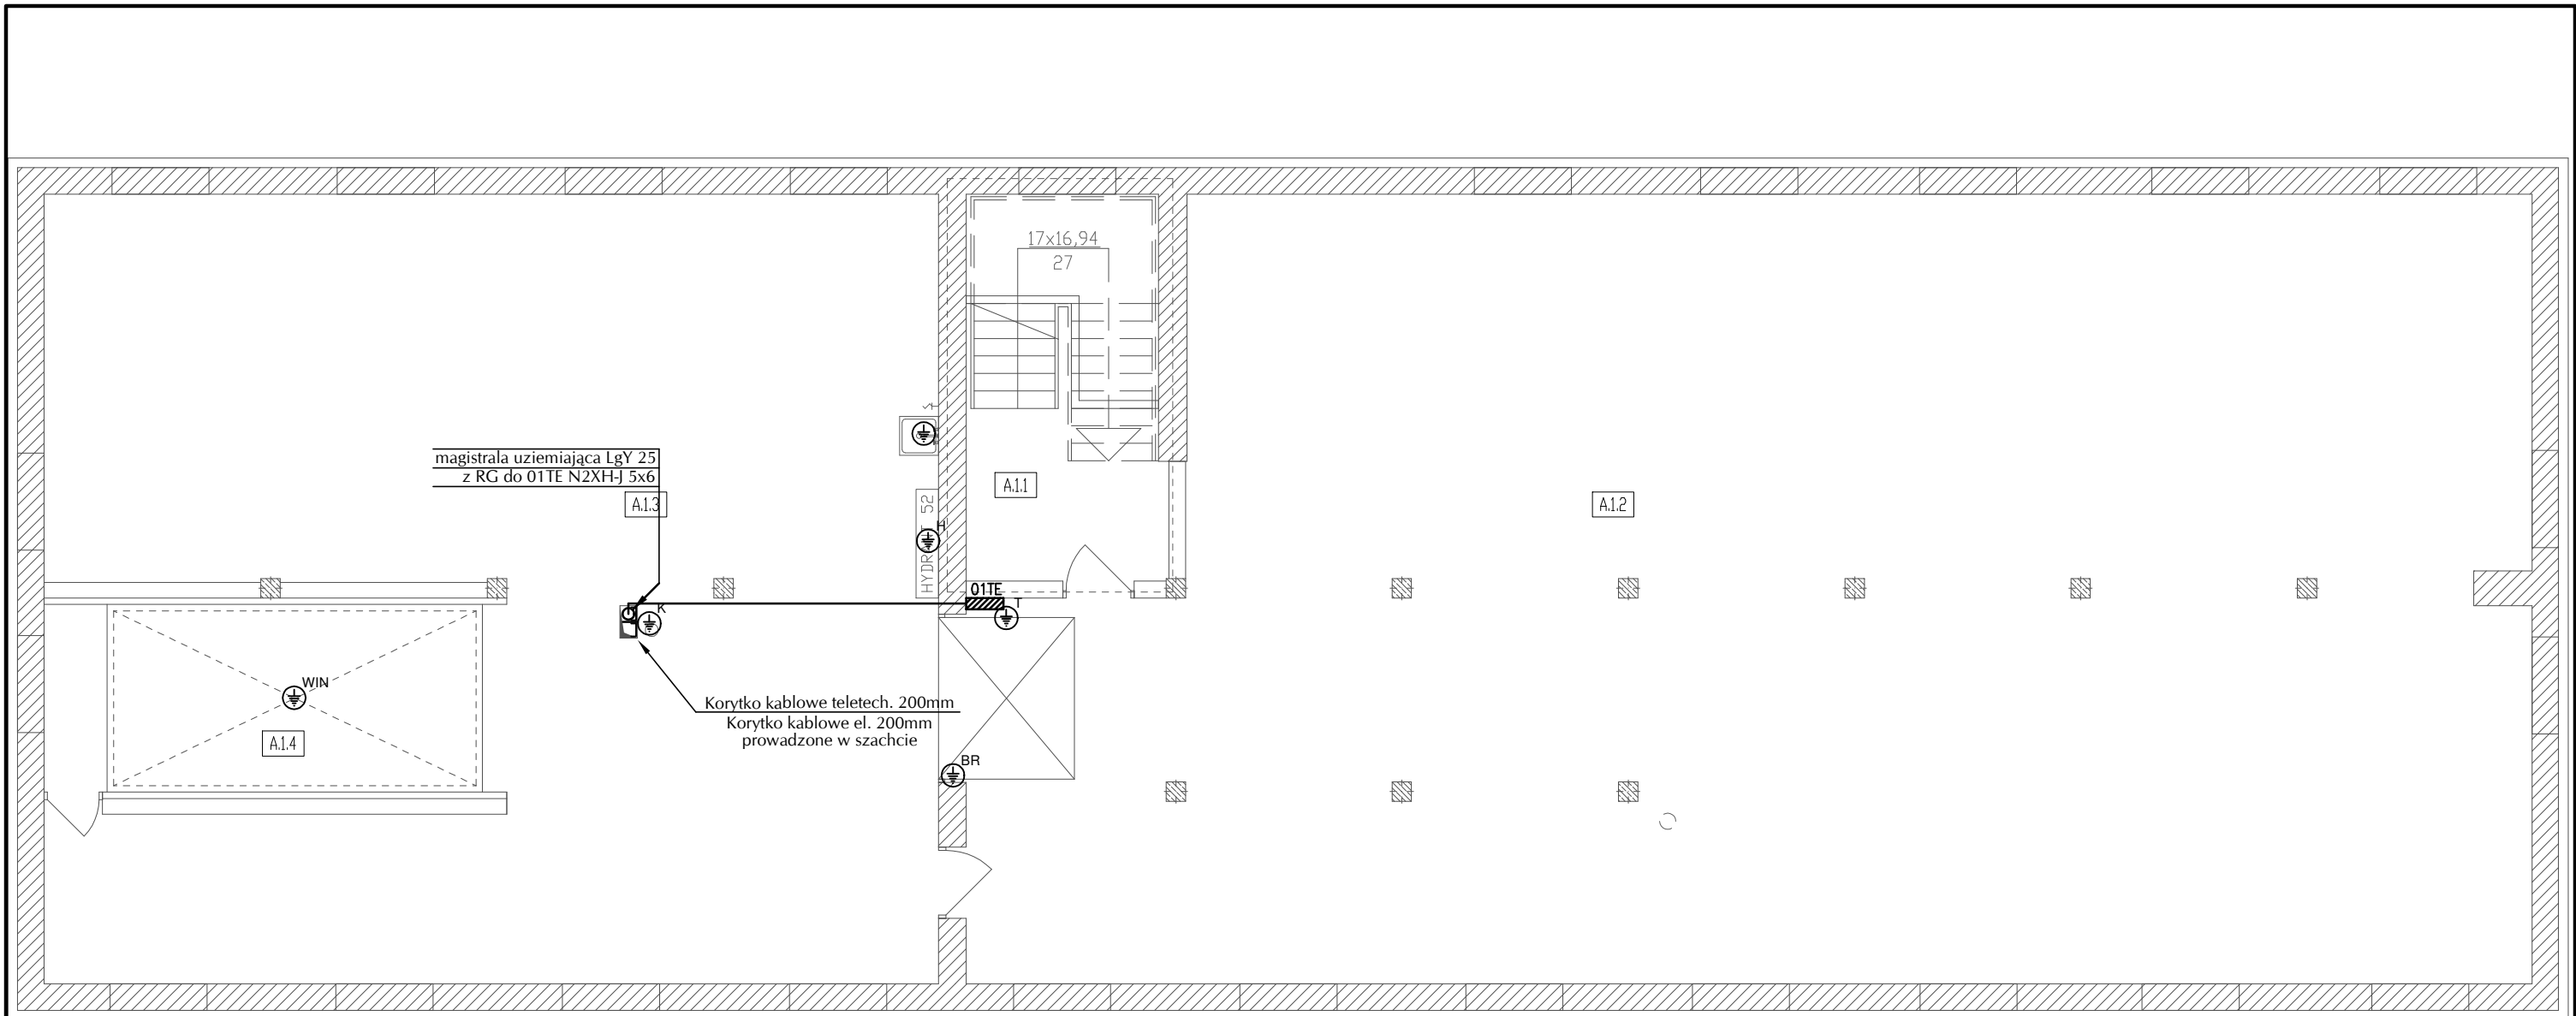 17x16,94
27
magistrala uziemiająca LgY 25
z RG do 01TE N2XH-J 5x6
A.1.3
A.1.1
A.1.2
52
H
01TE
T
K
WIN
A.1.4
Korytko kablowe teletech. 200mm
Korytko kablowe el. 200mm
prowadzone w szachcie
BR